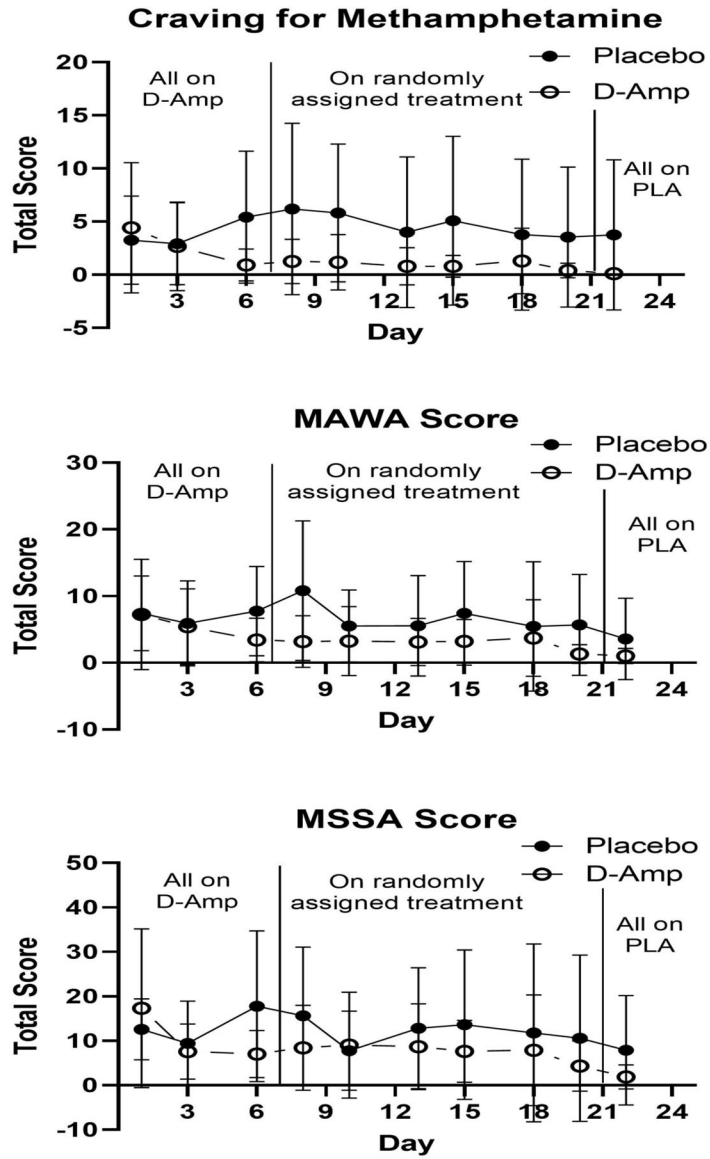 Craving for Methamphetamine
Placebo
D-Amp
All on
D-Amp
On randomly
assigned treatment
All on
PLA
Total Score
20
15
10
5
0
-5
3 6 9 12 15 18 21 24
Day
MAWA Score
Placebo
D-Amp
All on
D-Amp
On randomly
assigned treatment
All on
PLA
Total Score
30
20
10
0
-10
3 6 9 12 15 18 21 24
Day
MSSA Score
Placebo
D-Amp
All on
D-Amp
On randomly
assigned treatment
All on
PLA
Total Score
50
40
30
20
10
0
-10
3 6 9 12 15 18 21 24
Day